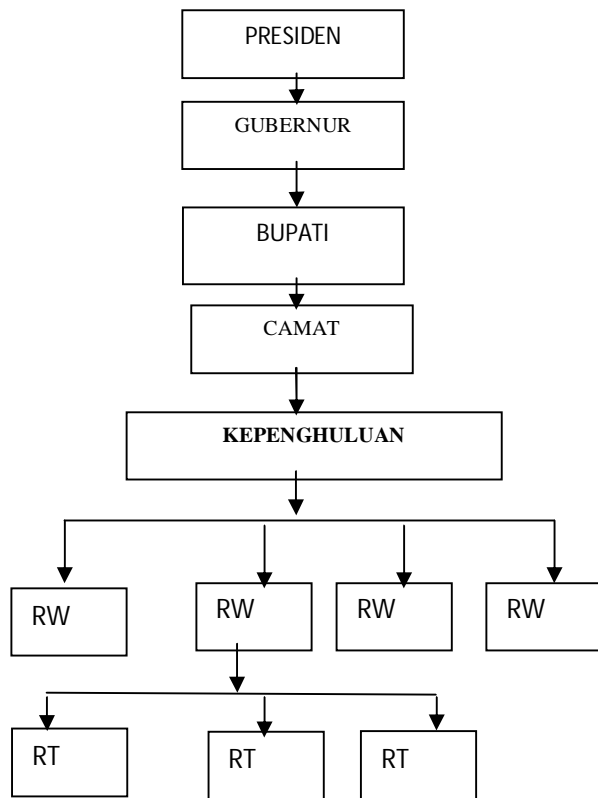 PRESIDEN
GUBERNUR
BUPATI
CAMAT
KEPENGHULUAN
RW
RW
RW
RW
RT
RT
RT